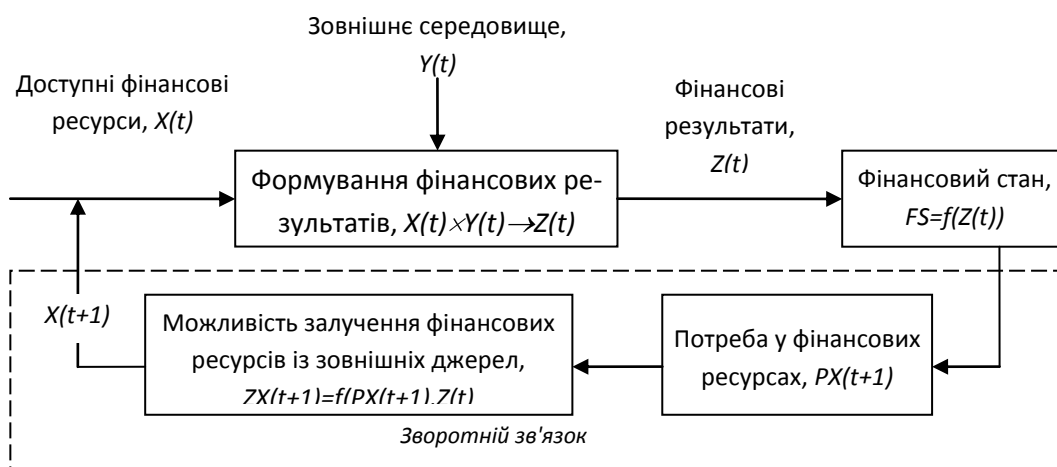 Зовнішнє середовище,
Y(t)
Доступні фінансові
ресурси, X(t)
Фінансові
результати,
Z(t)
Формування фінансових ре-
зультатів, X(t)×Y(t)→Z(t)
Фінансовий стан,
FS=f(Z(t))
X(t+1)
Можливість залучення фінансових
ресурсів із зовнішніх джерел,
ZX(t+1)=f(PX(t+1),Z(t)
Потреба у фінансових
ресурсах, PX(t+1)
Зворотній зв'язок